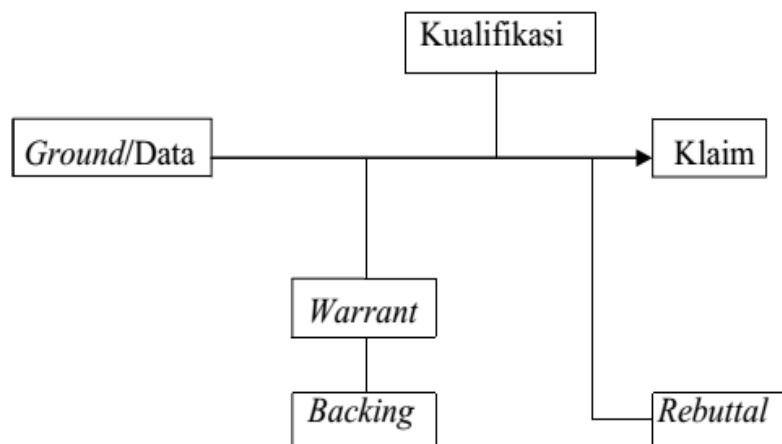 Kualifikasi
Ground/Data
Klaim
Warrant
Backing
Rebuttal